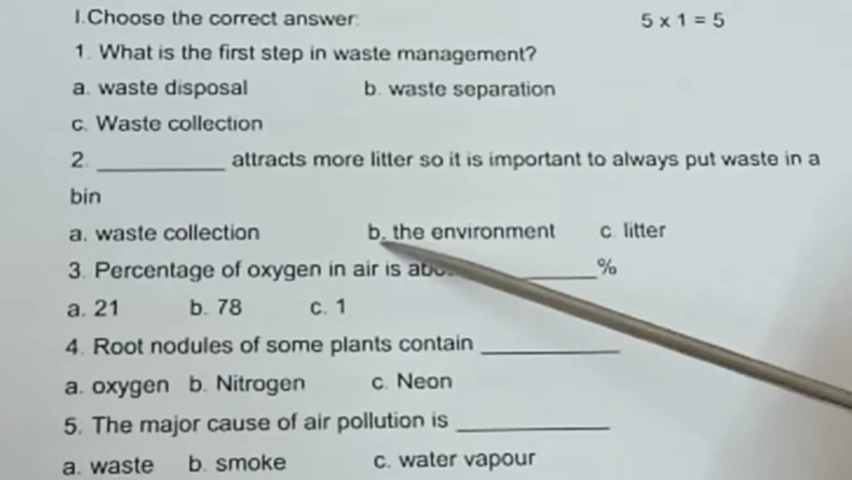 I.Choose the correct answer: 5 x 1 = 5
1. What is the first step in waste management?
a. waste disposal b. waste separation
c. Waste collection
2. __________ attracts more litter so it is important to always put waste in a
bin
a. waste collection b. the environment c. litter
3. Percentage of oxygen in air is ______%
a. 21 b. 78 c. 1
4. Root nodules of some plants contain __________
a. oxygen b. Nitrogen c. Neon
5. The major cause of air pollution is __________
a. waste b. smoke c. water vapour